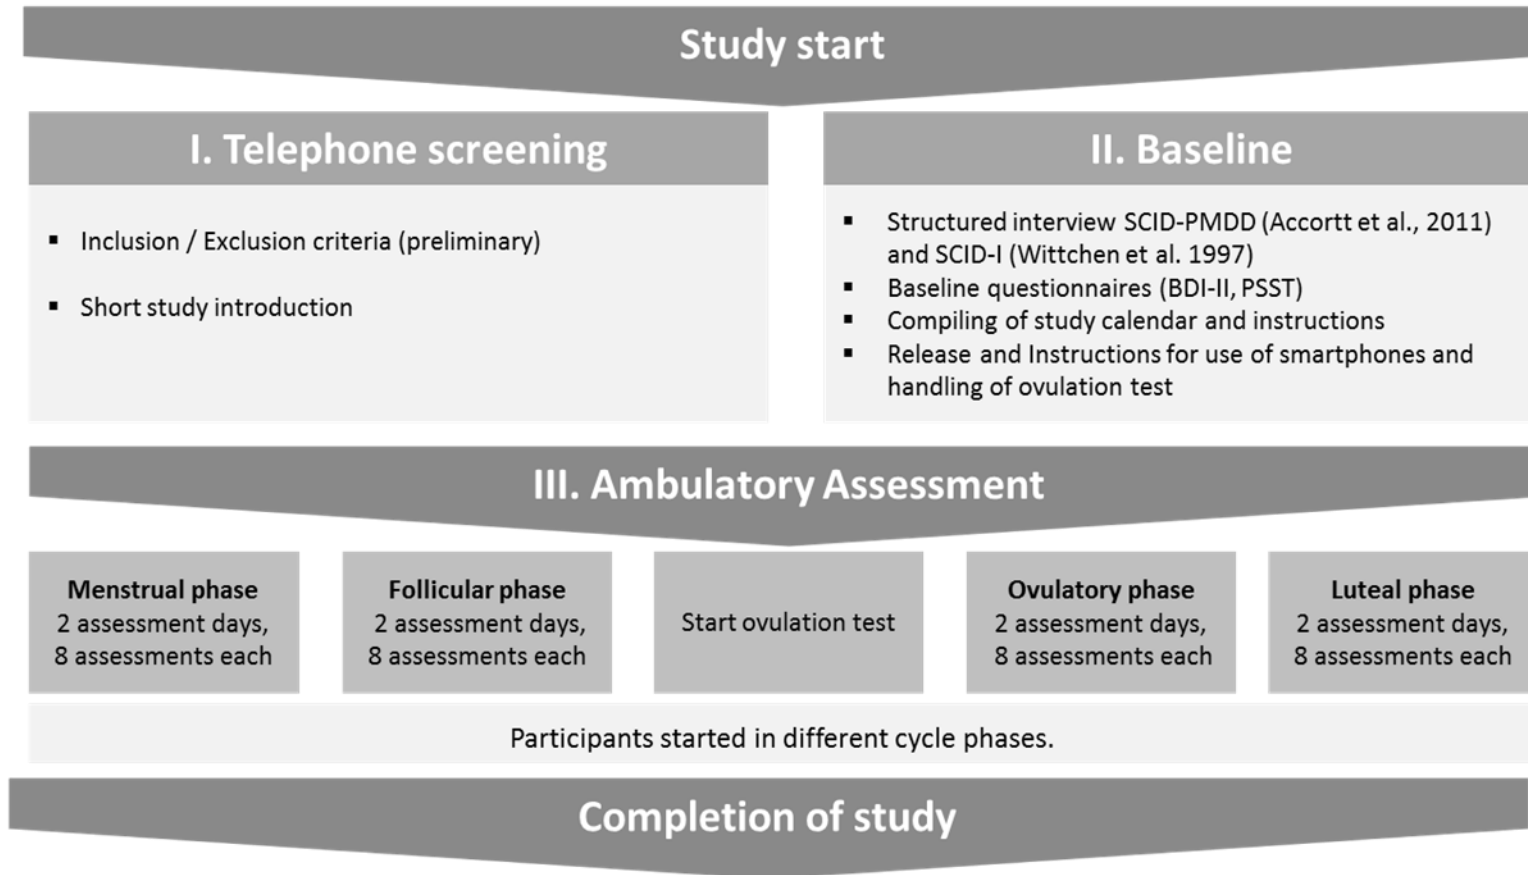 Study start
I. Telephone screening
▪ Inclusion / Exclusion criteria (preliminary)
▪ Short study introduction
II. Baseline
▪ Structured interview SCID-PMDD (Accortt et al., 2011)
and SCID-I (Wittchen et al. 1997)
▪ Baseline questionnaires (BDI-II, PSST)
▪ Compiling of study calendar and instructions
▪ Release and Instructions for use of smartphones and
handling of ovulation test
III. Ambulatory Assessment
Menstrual phase
2 assessment days,
8 assessments each
Follicular phase
2 assessment days,
8 assessments each
Start ovulation test
Ovulatory phase
2 assessment days,
8 assessments each
Luteal phase
2 assessment days,
8 assessments each
Participants started in different cycle phases.
Completion of study